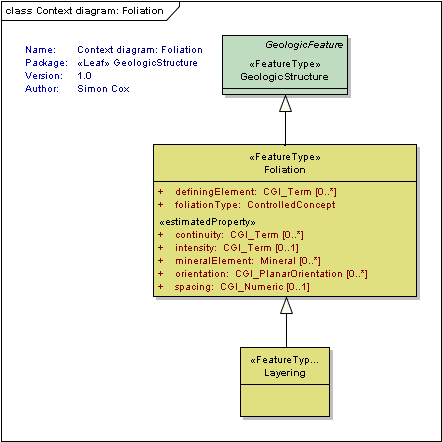 class Context diagram: Foliation
Name: Context diagram: Foliation
Package: «Leaf» GeologicStructure
Version: 1.0
Author: Simon Cox
GeologicFeature
«FeatureType»
GeologicStructure
«FeatureType»
Foliation
+ definingElement: CGI_Term [0..*]
+ foliationType: ControlledConcept
«estimatedProperty»
+ continuity: CGI_Term [0..*]
+ intensity: CGI_Term [0..1]
+ mineralElement: Mineral [0..*]
+ orientation: CGI_PlanarOrientation [0..*]
+ spacing: CGI_Numeric [0..1]
«FeatureTyp...
Layering